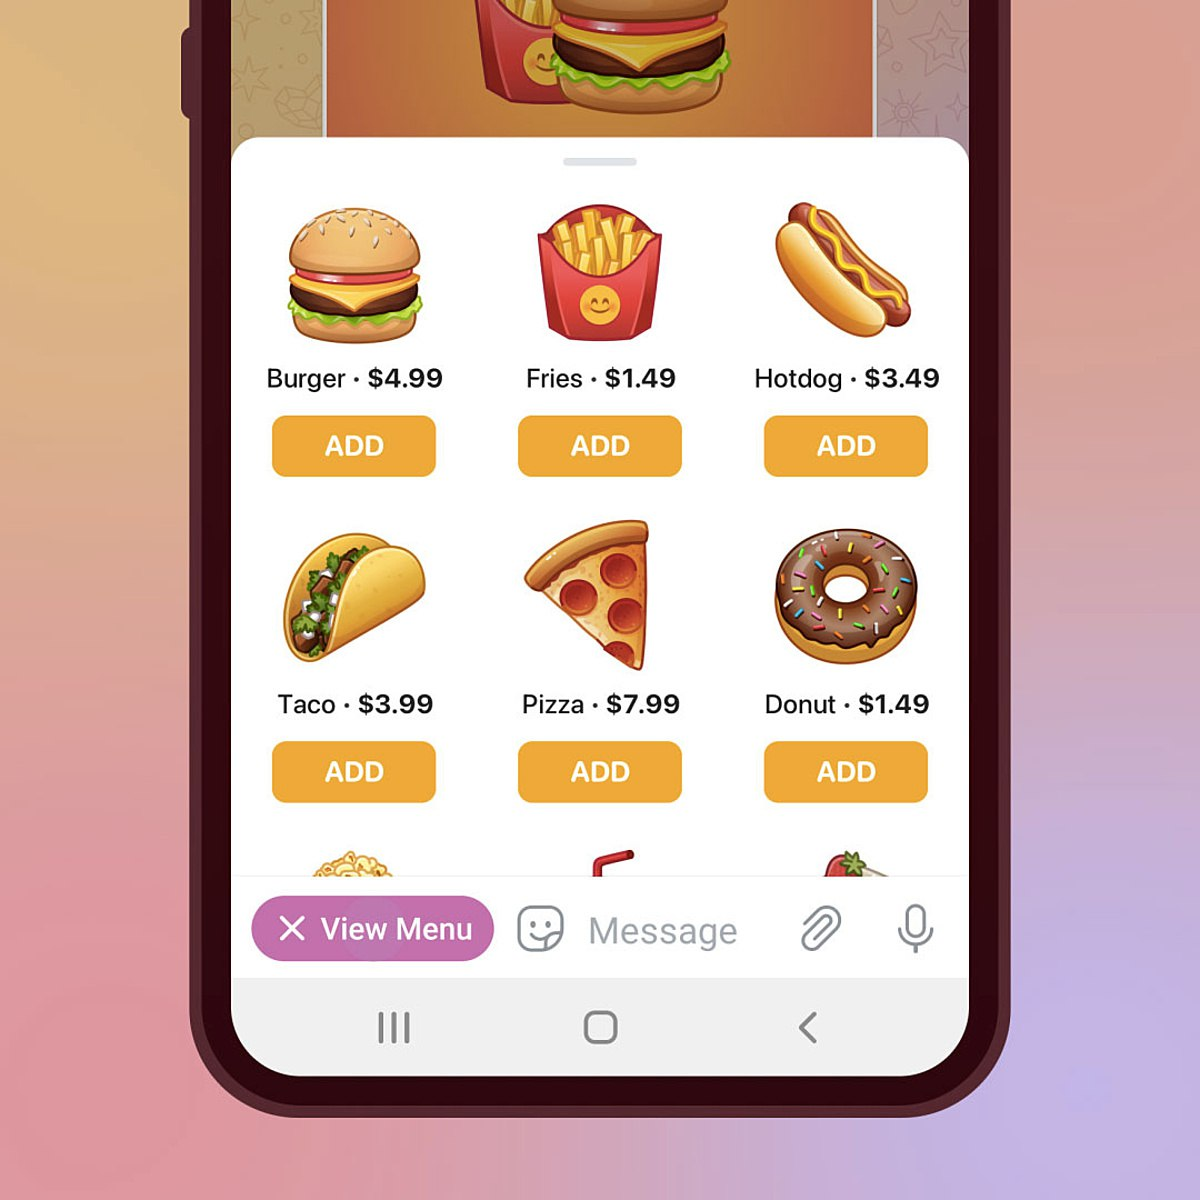 Burger · $4.99
Fries · $1.49
Hotdog · $3.49
ADD
ADD
ADD
Taco · $3.99
Pizza · $7.99
Donut · $1.49
ADD
ADD
ADD
View Menu
Message